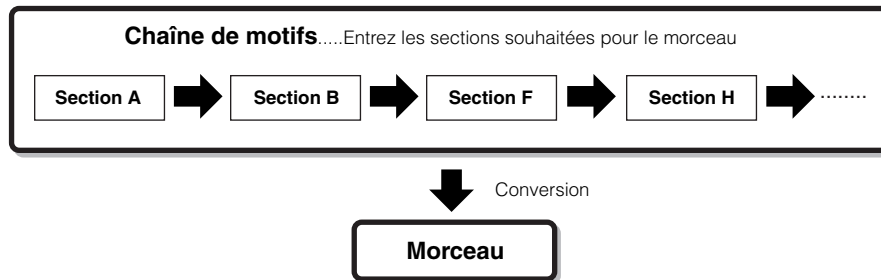 Chaîne de motifs.....Entrez les sections souhaitées pour le morceau
Section A Section B Section F Section H ........
Conversion
Morceau